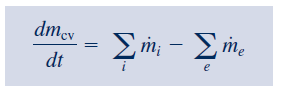 dm_cv/dt = ∑_i ṁ_i − ∑_e ṁ_e